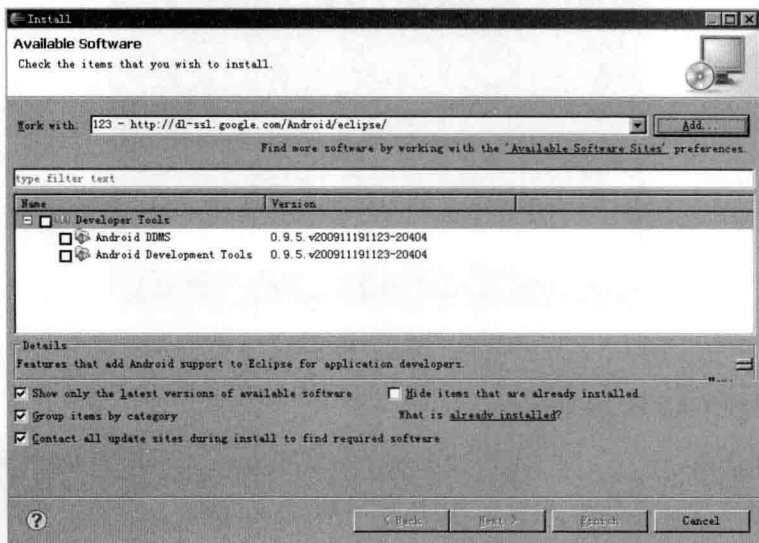 Install
Available Software
Check the items that you wish to install.
Work with: 123 - http://dl-ssl.google.com/Android/eclipse/ Add...
Find more software by working with the 'Available Software Sites' preferences.
type filter text
Name Version
Developer Tools
Android DDMS 0.9.5.v200911191123-20404
Android Development Tools 0.9.5.v200911191123-20404
Details
Features that add Android support to Eclipse for application developers.
Show only the latest versions of available software Hide items that are already installed.
Group items by category What is already installed?
Contact all update sites during install to find required software
? < Back Next > Finish Cancel